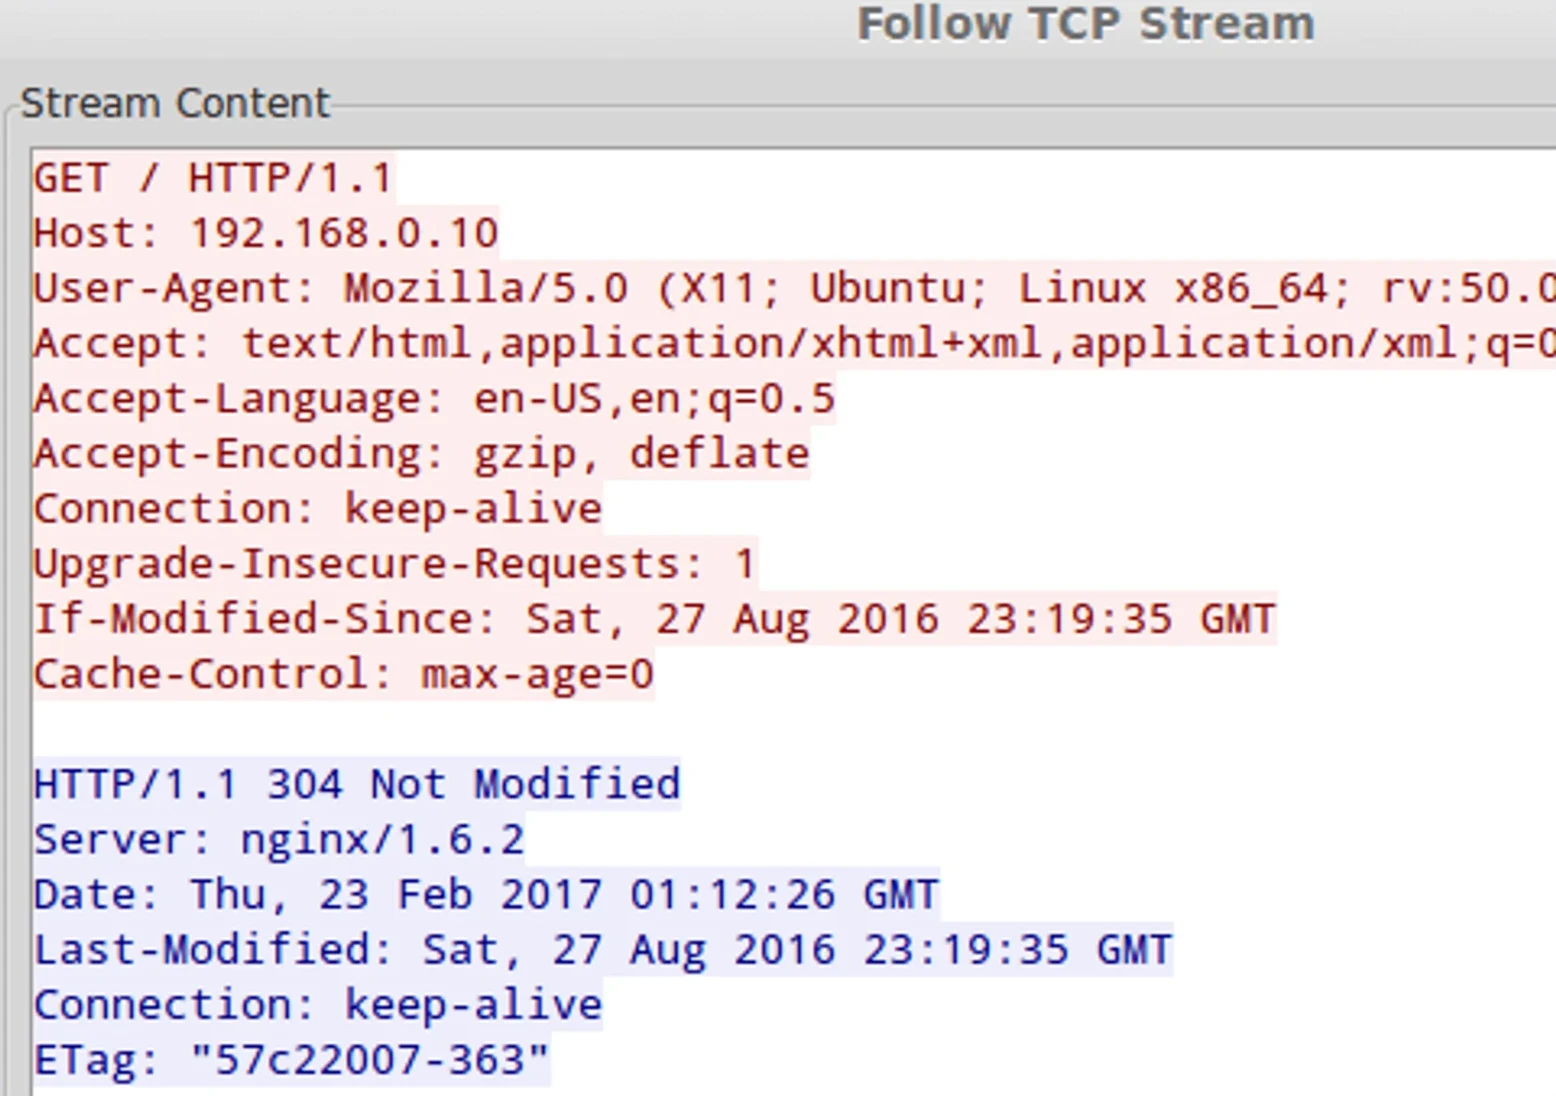 Follow TCP Stream
Stream Content
GET / HTTP/1.1
Host: 192.168.0.10
User-Agent: Mozilla/5.0 (X11; Ubuntu; Linux x86_64; rv:50.0
Accept: text/html,application/xhtml+xml,application/xml;q=0
Accept-Language: en-US,en;q=0.5
Accept-Encoding: gzip, deflate
Connection: keep-alive
Upgrade-Insecure-Requests: 1
If-Modified-Since: Sat, 27 Aug 2016 23:19:35 GMT
Cache-Control: max-age=0
HTTP/1.1 304 Not Modified
Server: nginx/1.6.2
Date: Thu, 23 Feb 2017 01:12:26 GMT
Last-Modified: Sat, 27 Aug 2016 23:19:35 GMT
Connection: keep-alive
ETag: "57c22007-363"